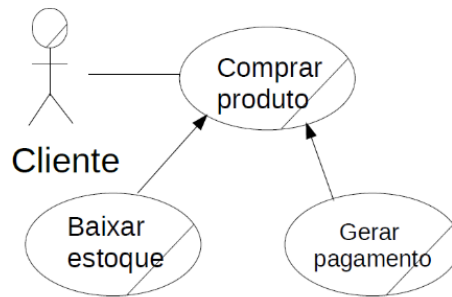 Comprar
produto
Cliente
Baixar
estoque
Gerar
pagamento